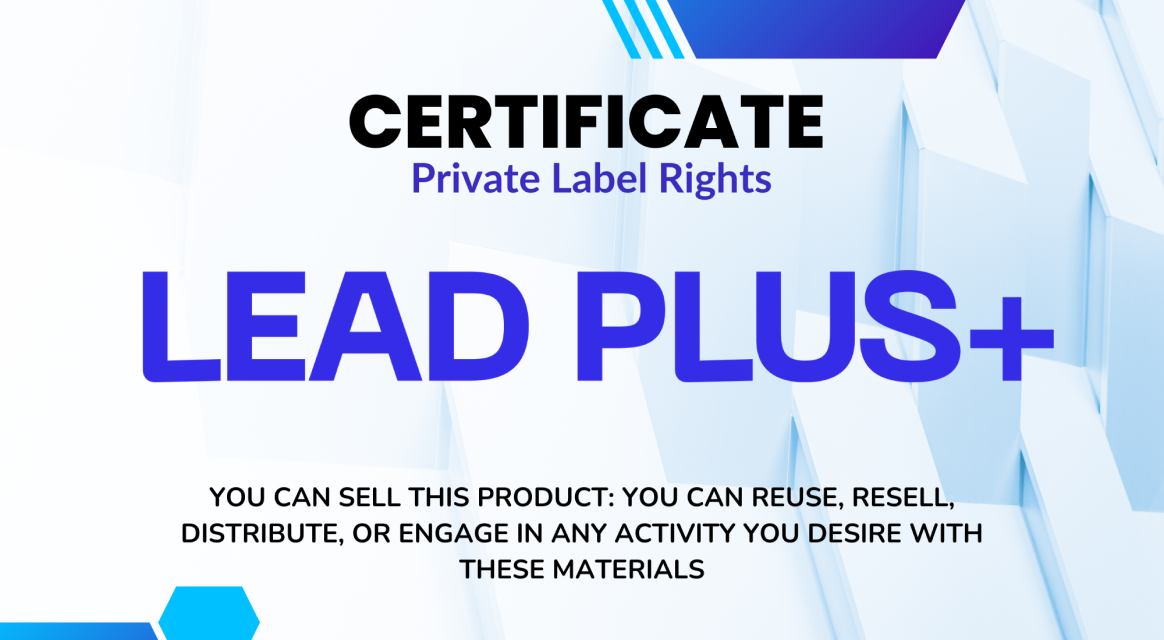 CERTIFICATE
Private Label Rights
LEAD PLUS+
YOU CAN SELL THIS PRODUCT: YOU CAN REUSE, RESELL,
DISTRIBUTE, OR ENGAGE IN ANY ACTIVITY YOU DESIRE WITH
THESE MATERIALS